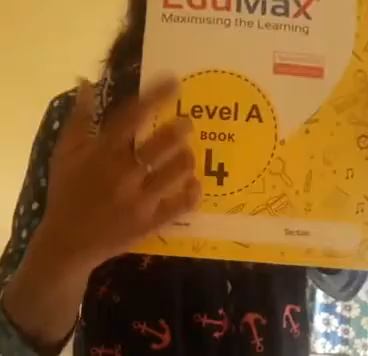 EduMax
Maximising the Learning
Level A
BOOK
4
Section